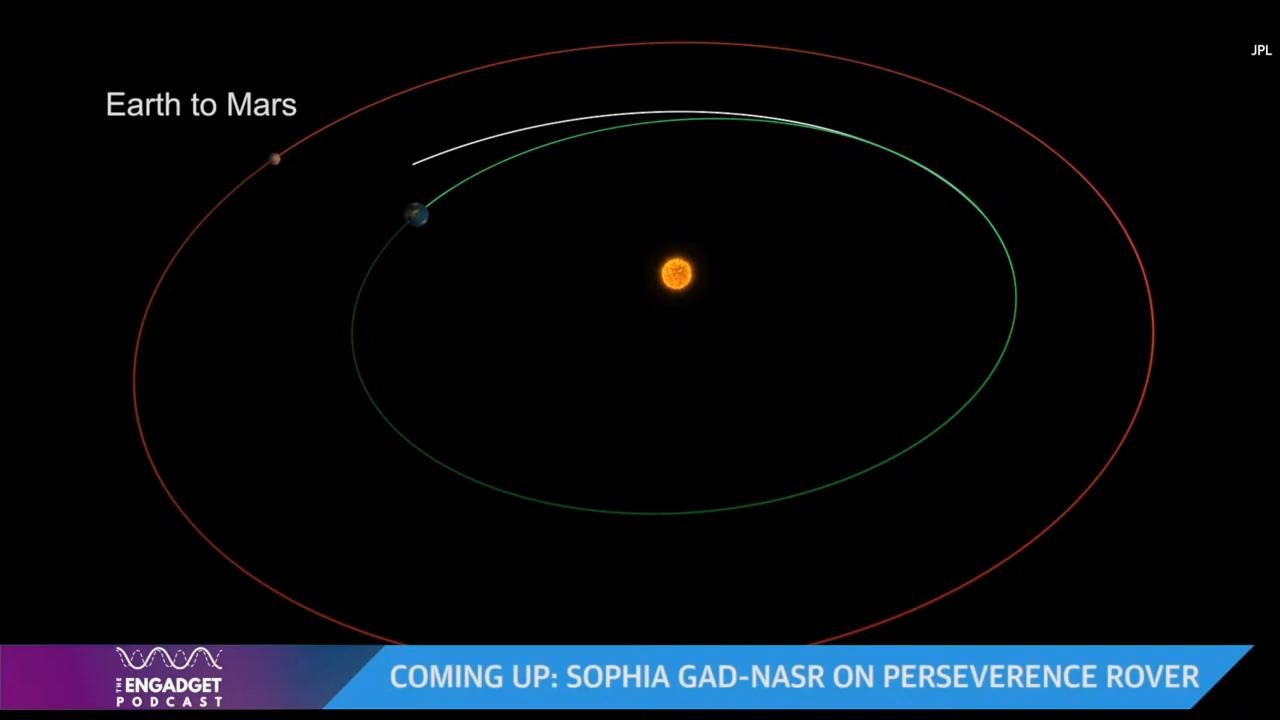 JPL
Earth to Mars
THE ENGADGET
PODCAST
COMING UP: SOPHIA GAD-NASR ON PERSEVERENCE ROVER